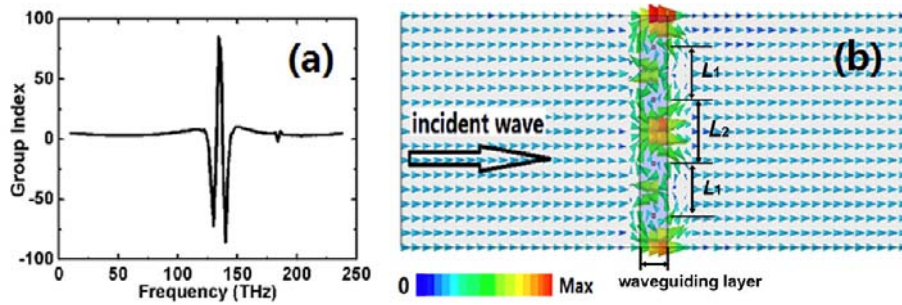 (a)
Group Index
100
50
0
-50
-100
0
50
100
150
200
250
Frequency (THz)
(b)
incident wave
L1
L2
L1
0
Max
waveguiding layer